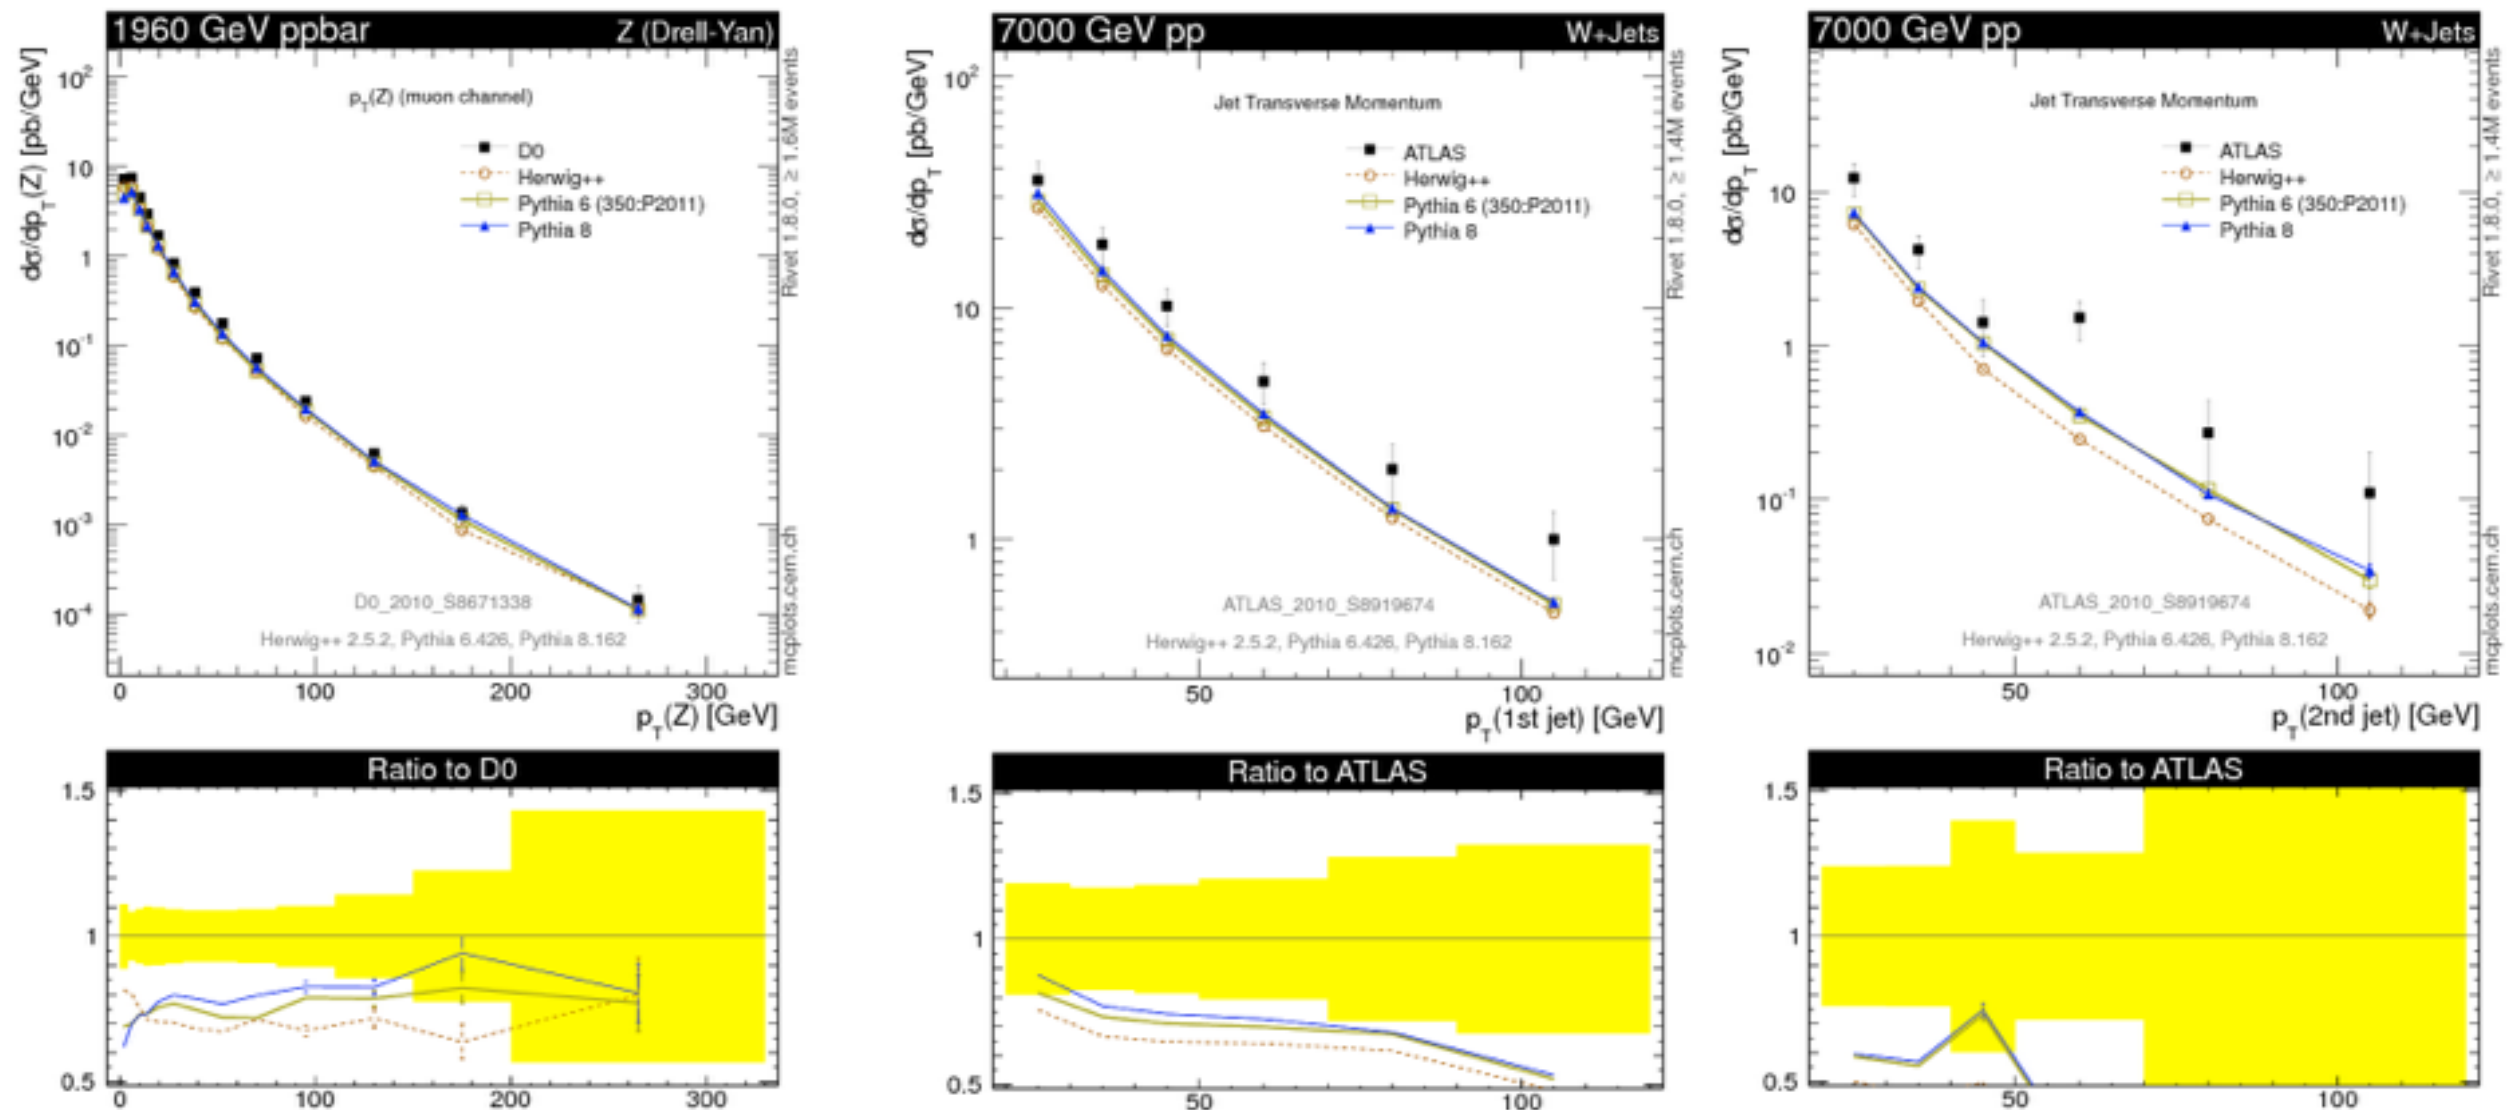 1960 GeV ppbar Z (Drell-Yan)
dσ/dp_T(Z) [pb/GeV]
p_T(Z) (muon channel)
D0
Herwig++
Pythia 6 (350:P2011)
Pythia 8
10²
10
1
10⁻¹
10⁻²
10⁻³
10⁻⁴
D0_2010_S8671338
Herwig++ 2.5.2, Pythia 6.426, Pythia 8.162
Rivet 1.8.0, ≥ 1.6M events
mcplots.cern.ch
0 100 200 300
p_T(Z) [GeV]
Ratio to D0
1.5
1
0.5
0 100 200 300
7000 GeV pp W+Jets
dσ/dp_T [pb/GeV]
Jet Transverse Momentum
ATLAS
Herwig++
Pythia 6 (350:P2011)
Pythia 8
10²
10
1
ATLAS_2010_S8919674
Herwig++ 2.5.2, Pythia 6.426, Pythia 8.162
Rivet 1.8.0, ≥ 1.4M events
mcplots.cern.ch
50 100
p_T(1st jet) [GeV]
Ratio to ATLAS
1.5
1
0.5
50 100
7000 GeV pp W+Jets
dσ/dp_T [pb/GeV]
Jet Transverse Momentum
ATLAS
Herwig++
Pythia 6 (350:P2011)
Pythia 8
10
1
10⁻¹
10⁻²
ATLAS_2010_S8919674
Herwig++ 2.5.2, Pythia 6.426, Pythia 8.162
Rivet 1.8.0, ≥ 1.4M events
mcplots.cern.ch
50 100
p_T(2nd jet) [GeV]
Ratio to ATLAS
1.5
1
0.5
50 100